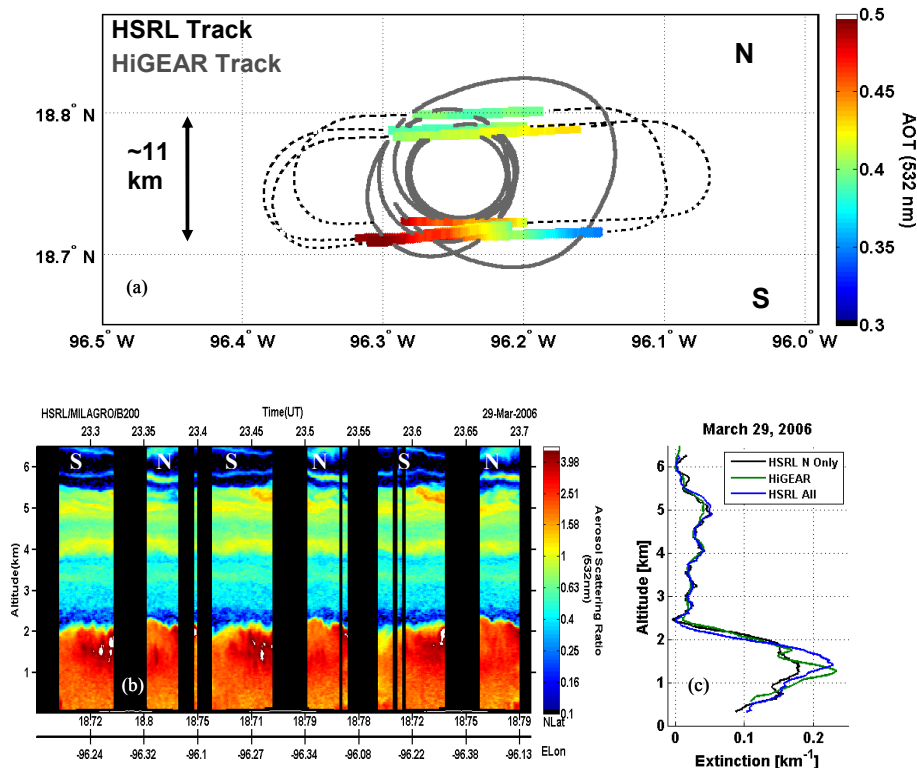 HSRL Track
HiGEAR Track
N
S
~11
km
(a)
18.8° N
18.7° N
96.5° W
96.4° W
96.3° W
96.2° W
96.1° W
96.0° W
0.5
0.45
0.4
0.35
0.3
AOT (532 nm)
HSRL/MILAGRO/B200
Time(UT)
29-Mar-2006
23.3
23.35
23.4
23.46
23.5
23.55
23.6
23.66
23.7
S
N
S
N
S
N
Altitude(km)
6
5
4
3
2
1
(b)
18.72
18.8
18.75
18.71
18.79
18.78
18.72
18.75
18.79
NLat
-96.24
-96.32
-96.1
-96.27
-96.34
-96.08
-96.22
-96.38
-96.13
ELon
3.98
2.51
1.58
1
0.63
0.4
0.25
0.16
0.1
Aerosol Scattering Ratio
(532nm)
March 29, 2006
HSRL N Only
HiGEAR
HSRL All
Altitude [km]
6
5
4
3
2
1
0
(c)
0
0.1
0.2
Extinction [km⁻¹]